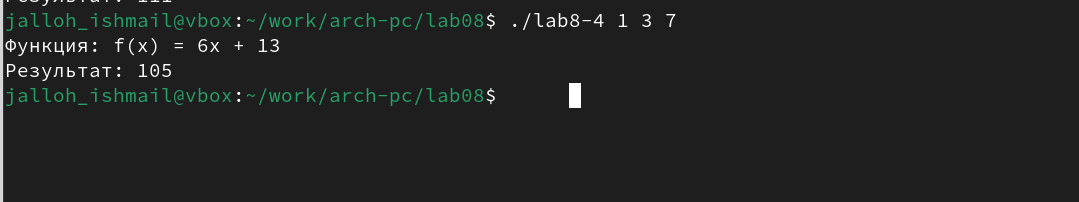 jalloh_ishmail@vbox:~/work/arch-pc/lab08$ ./lab8-4 1 3 7
Функция: f(x) = 6x + 13
Результат: 105
jalloh_ishmail@vbox:~/work/arch-pc/lab08$